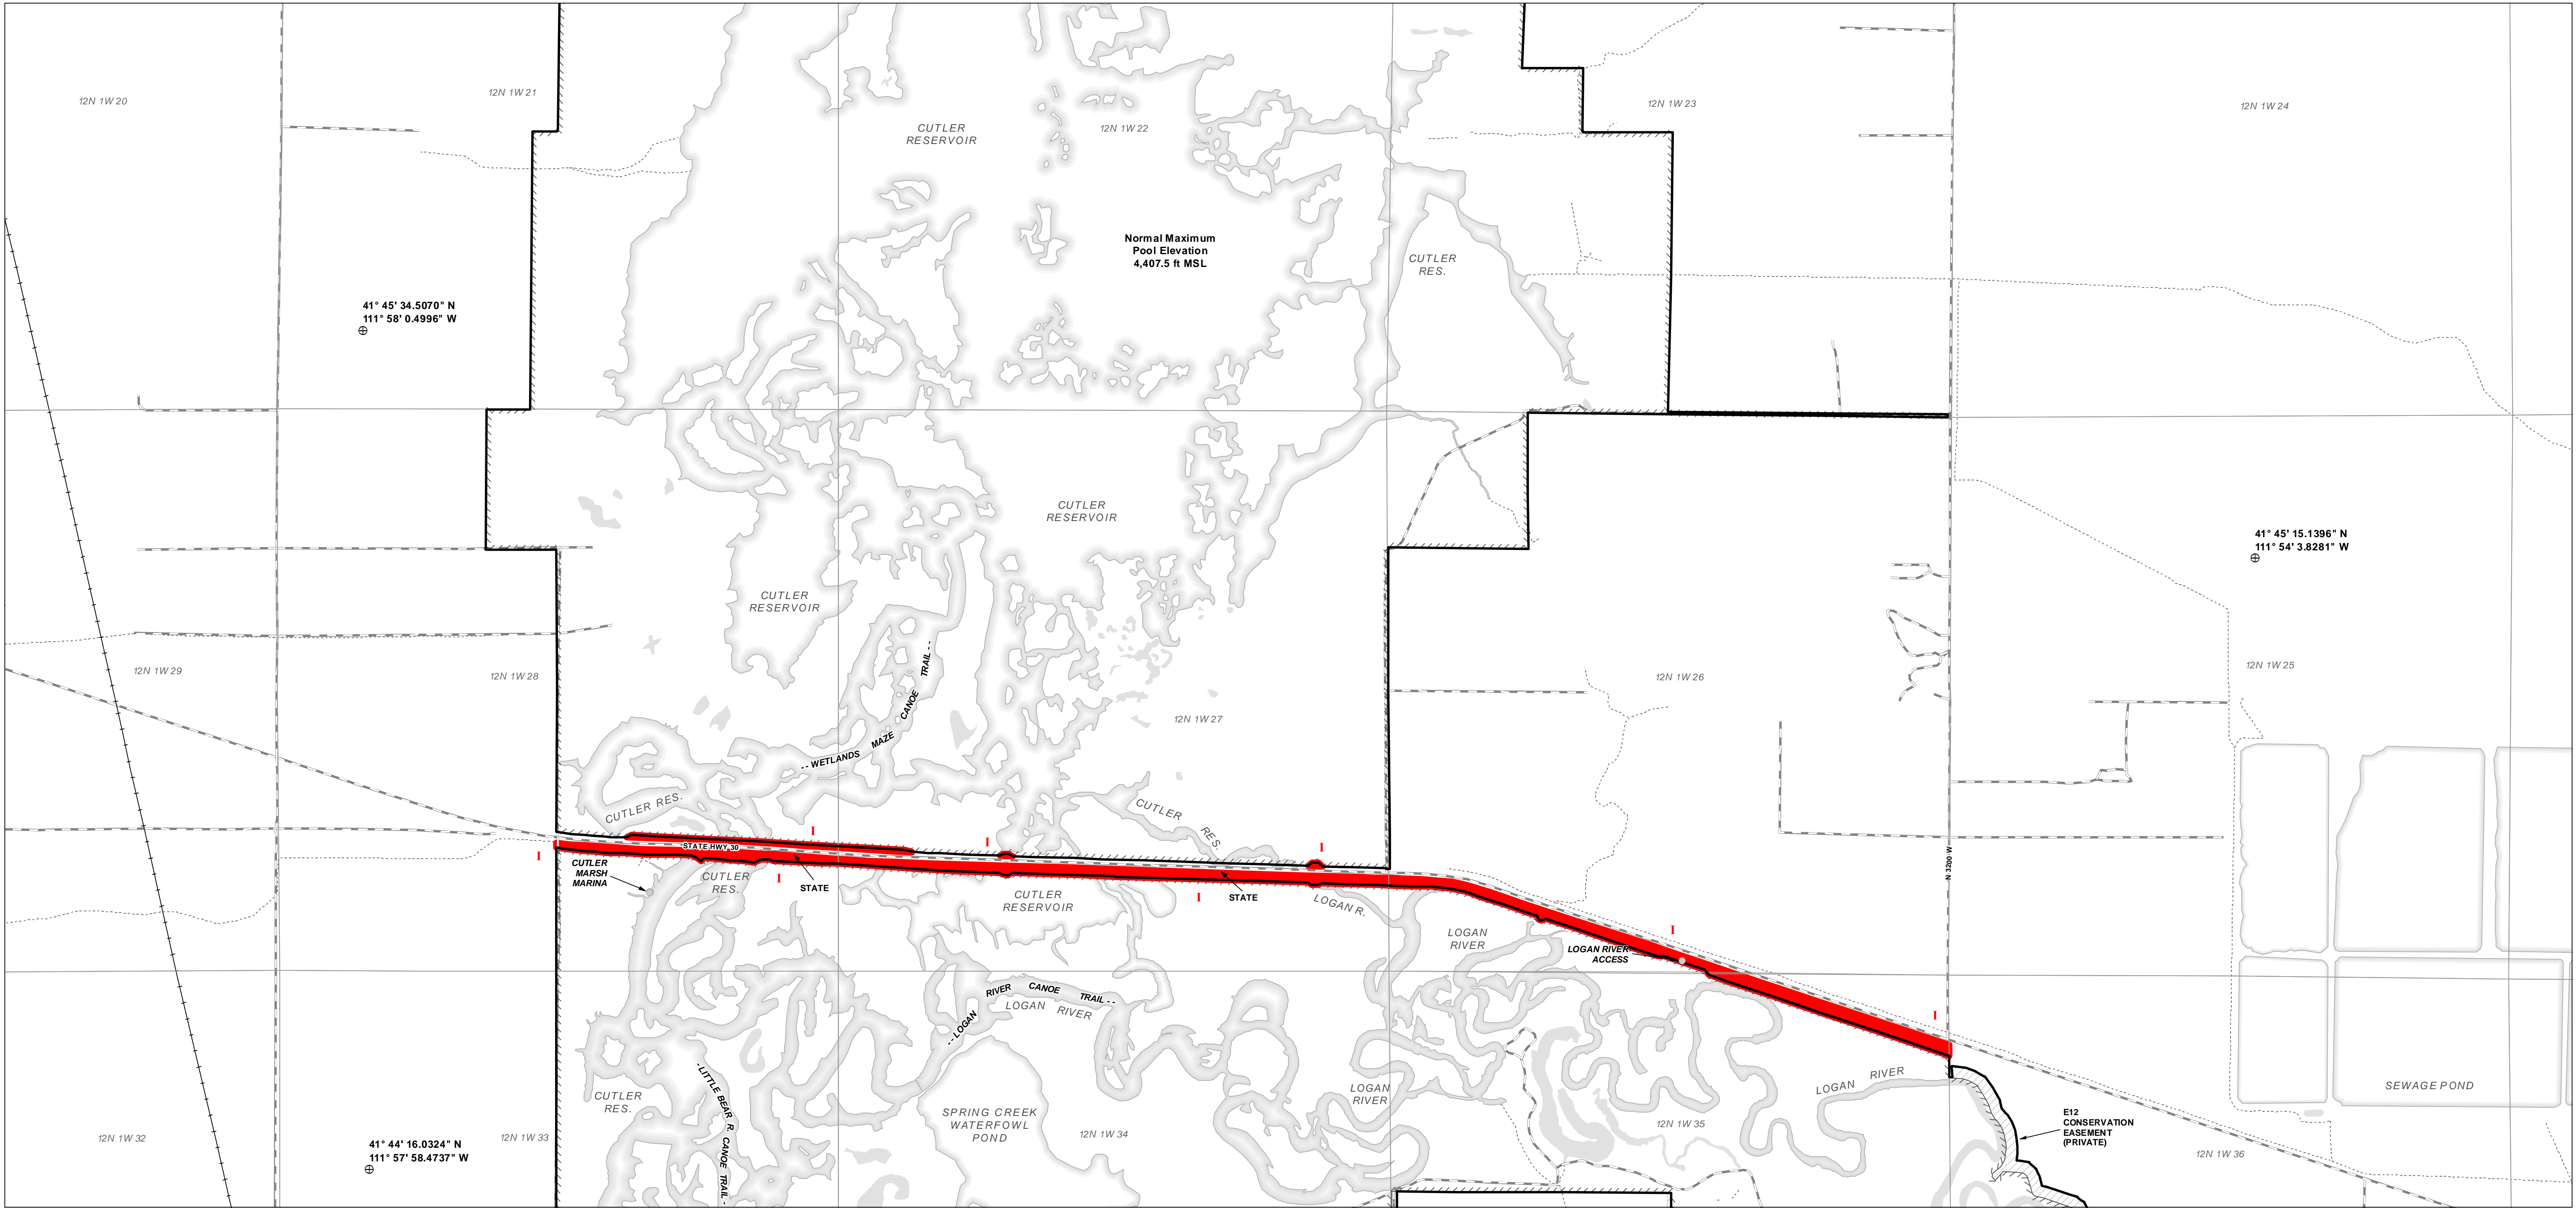 12N 1W 20
12N 1W 21
CUTLER
RESERVOIR
12N 1W 22
12N 1W 23
12N 1W 24
Normal Maximum
Pool Elevation
4,407.5 ft MSL
CUTLER
RES.
41° 45' 34.5070" N
111° 58' 0.4996" W
CUTLER
RESERVOIR
41° 45' 15.1396" N
111° 54' 3.8281" W
CUTLER
RESERVOIR
12N 1W 29
12N 1W 28
-- WETLANDS MAZE CANOE TRAIL --
12N 1W 27
12N 1W 26
12N 1W 25
CUTLER RES.
CUTLER RES.
I
I
I
I
STATE HWY 30
CUTLER
MARSH
MARINA
CUTLER
RES.
I
STATE
CUTLER
RESERVOIR
I
STATE
LOGAN R.
N 3200 W
LOGAN
RIVER
I
LOGAN RIVER
ACCESS
-- LOGAN RIVER CANOE TRAIL --
LOGAN RIVER
I
CUTLER
RES.
- LITTLE BEAR R. CANOE TRAIL -
SPRING CREEK
WATERFOWL
POND
LOGAN
RIVER
LOGAN RIVER
SEWAGE POND
E12
CONSERVATION
EASEMENT
(PRIVATE)
12N 1W 32
41° 44' 16.0324" N
111° 57' 58.4737" W
12N 1W 33
12N 1W 34
12N 1W 35
12N 1W 36